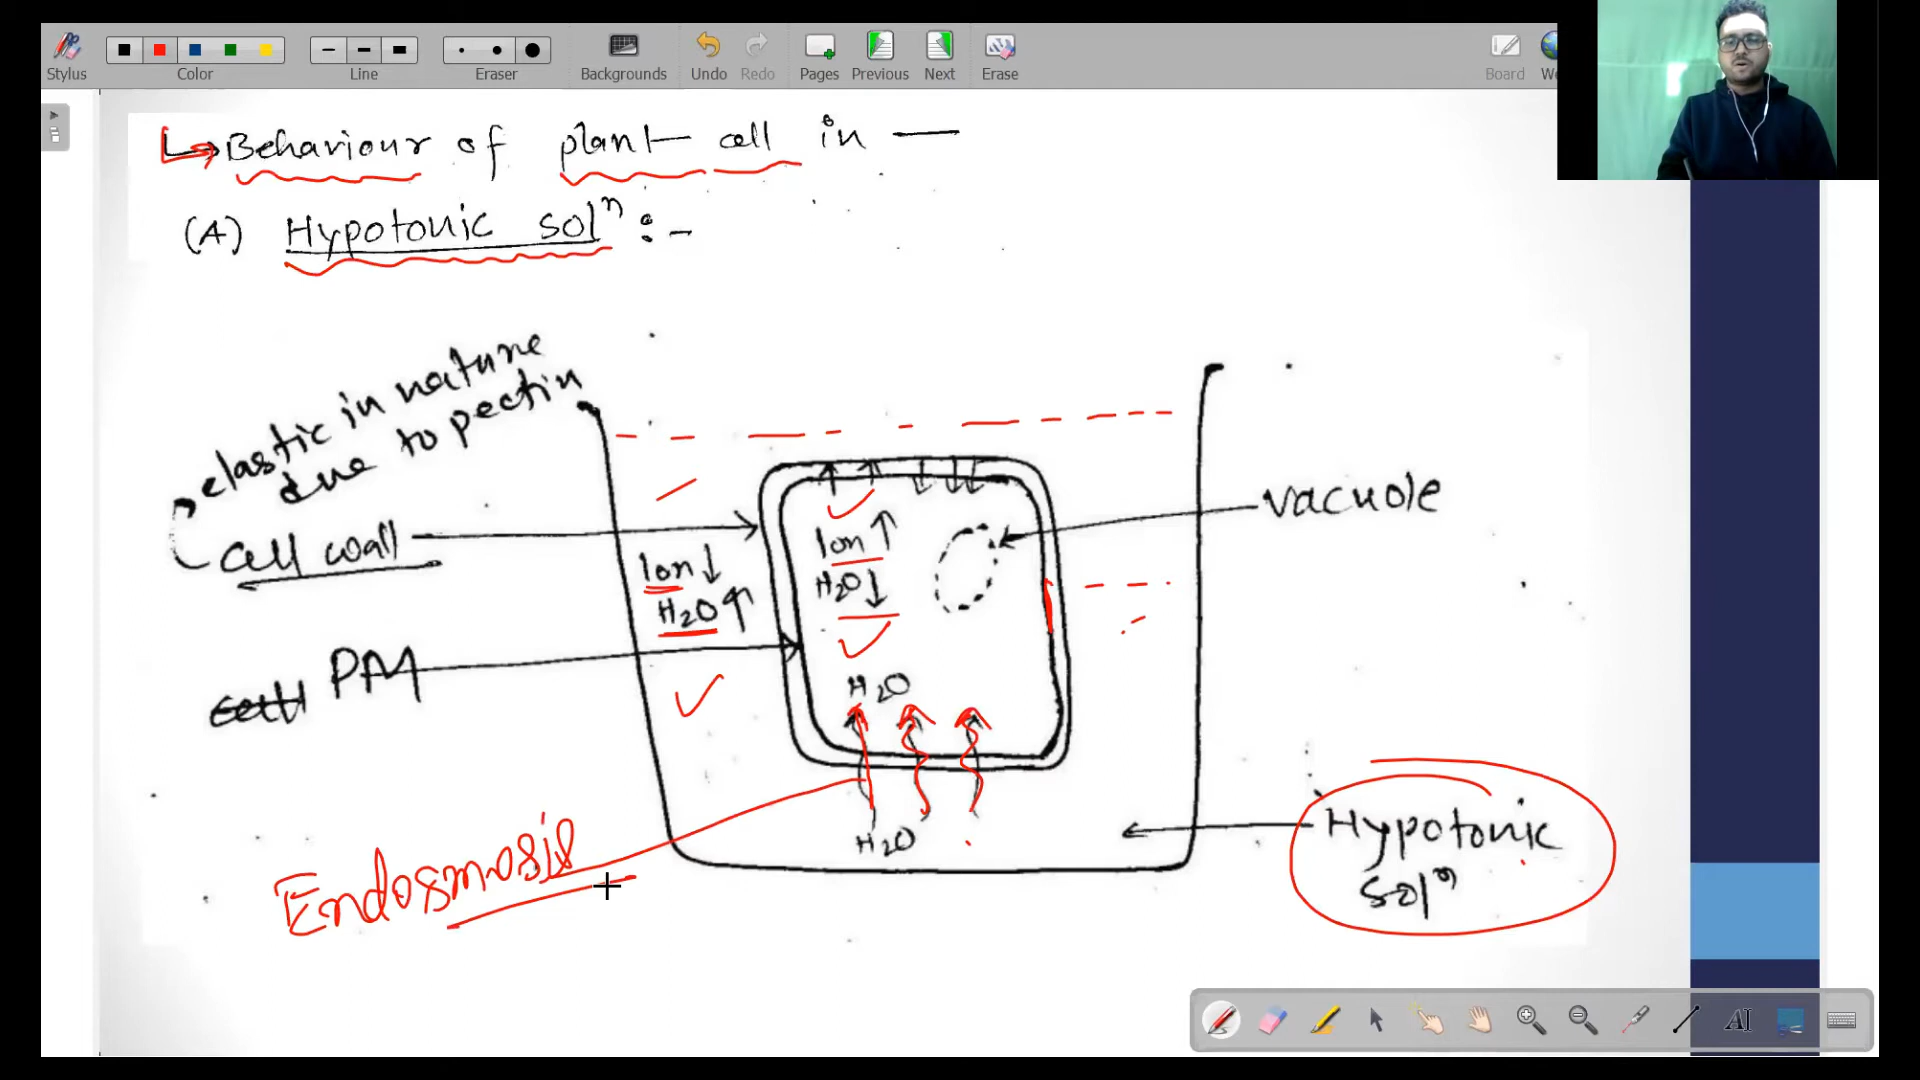 Stylus
Color
Line
Eraser
Backgrounds
Undo
Redo
Pages
Previous
Next
Erase
Board
We
Behaviour of plant cell in —
(A) Hypotonic solⁿ :-
elastic in nature
due to pectin
cell wall
PM
Ion ↓
H₂O ↑
Ion ↑
H₂O ↓
H₂O
H₂O
vacuole
Hypotonic
solⁿ
Endosmosis
AI